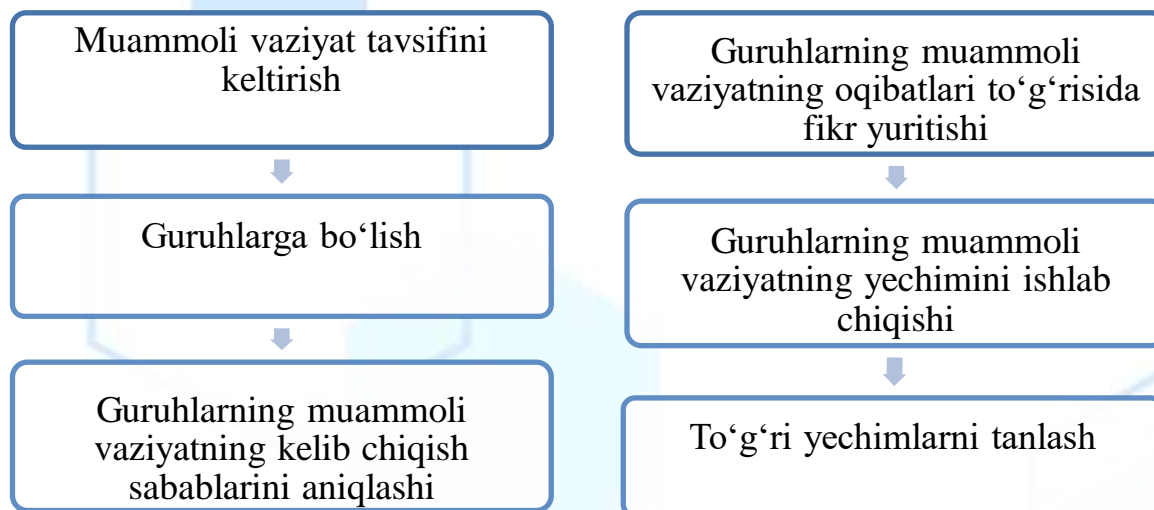 Muammoli vaziyat tavsifini
keltirish
Guruhlarga bo‘lish
Guruhlarning muammoli
vaziyatning kelib chiqish
sabablarini aniqlashi
Guruhlarning muammoli
vaziyatning oqibatlari to‘g‘risida
fikr yuritishi
Guruhlarning muammoli
vaziyatning yechimini ishlab
chiqishi
To‘g‘ri yechimlarni tanlash